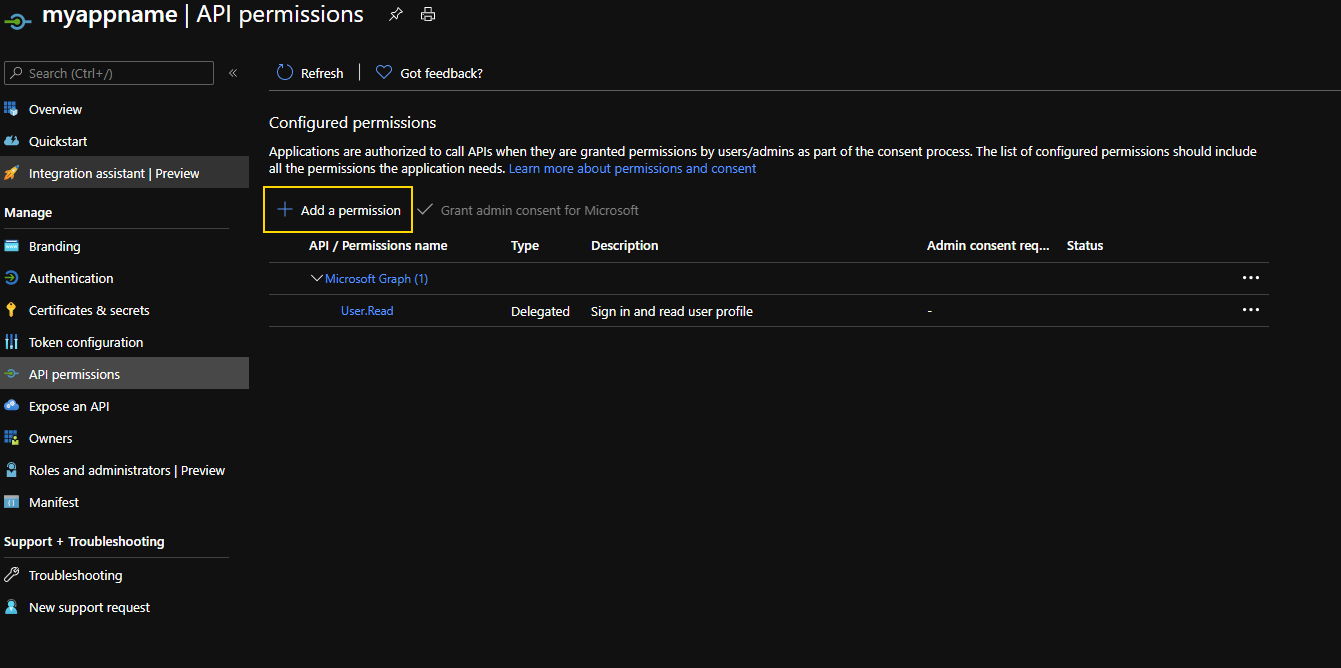 myappname | API permissions
Search (Ctrl+/)
«
Overview
Quickstart
Integration assistant | Preview
Manage
Branding
Authentication
Certificates & secrets
Token configuration
API permissions
Expose an API
Owners
Roles and administrators | Preview
Manifest
Support + Troubleshooting
Troubleshooting
New support request
Refresh | Got feedback?
Configured permissions
Applications are authorized to call APIs when they are granted permissions by users/admins as part of the consent process. The list of configured permissions should include
all the permissions the application needs. Learn more about permissions and consent
Add a permission Grant admin consent for Microsoft
API / Permissions name Type Description Admin consent req... Status
Microsoft Graph (1) ...
User.Read Delegated Sign in and read user profile - ...